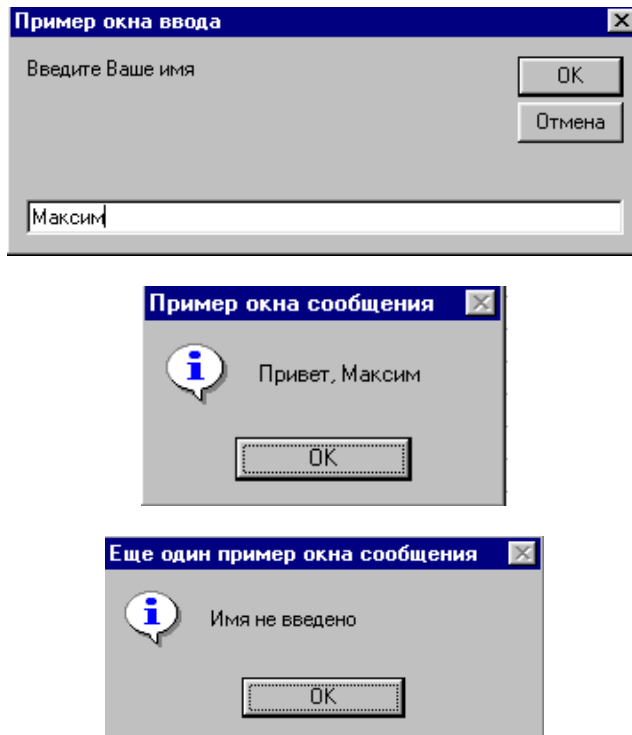 Пример окна ввода
Введите Ваше имя
OK
Отмена
Максим
Пример окна сообщения
Привет, Максим
OK
Еще один пример окна сообщения
Имя не введено
OK